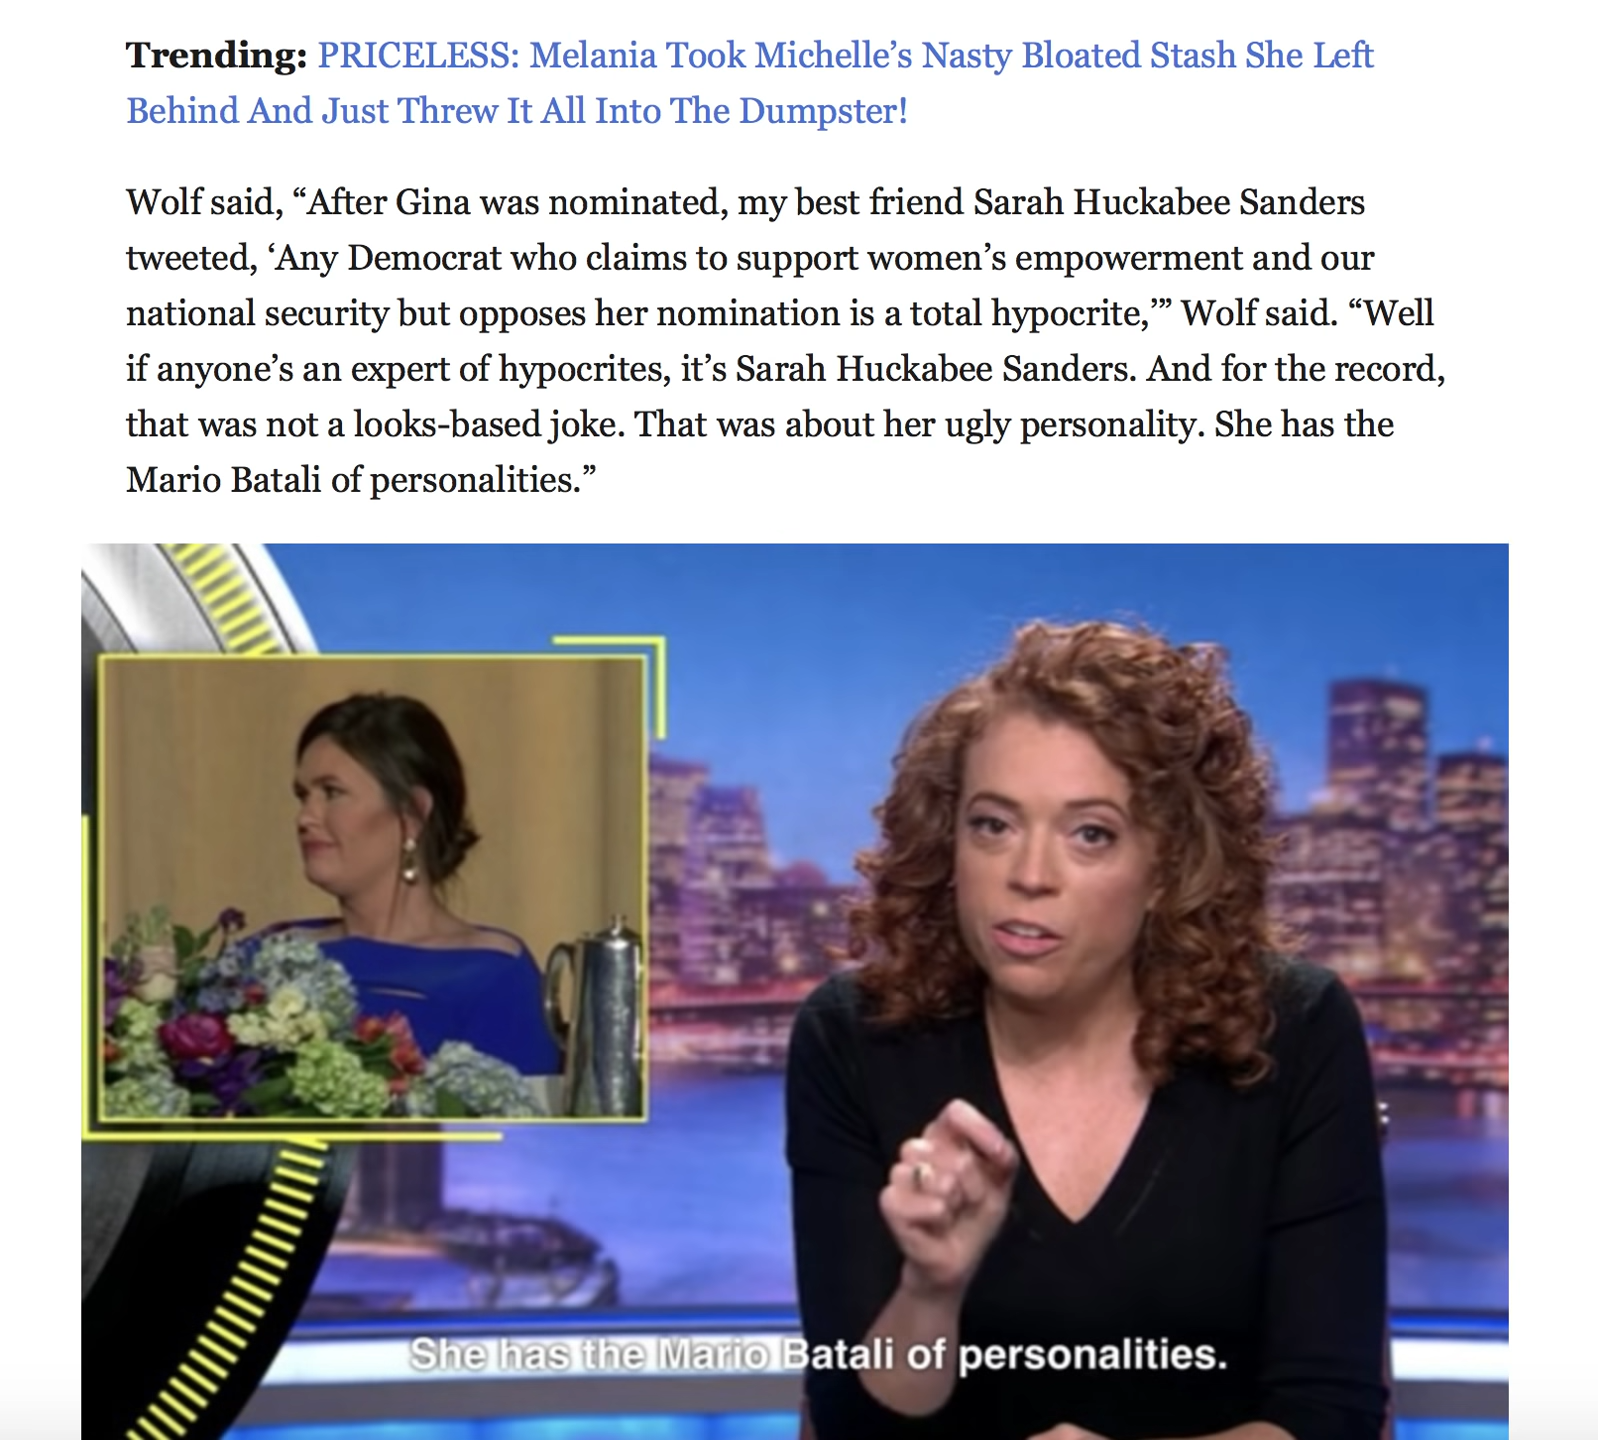 Trending: PRICELESS: Melania Took Michelle’s Nasty Bloated Stash She Left
Behind And Just Threw It All Into The Dumpster!
Wolf said, “After Gina was nominated, my best friend Sarah Huckabee Sanders
tweeted, ‘Any Democrat who claims to support women’s empowerment and our
national security but opposes her nomination is a total hypocrite,’” Wolf said. “Well
if anyone’s an expert of hypocrites, it’s Sarah Huckabee Sanders. And for the record,
that was not a looks-based joke. That was about her ugly personality. She has the
Mario Batali of personalities.”
She has the Mario Batali of personalities.